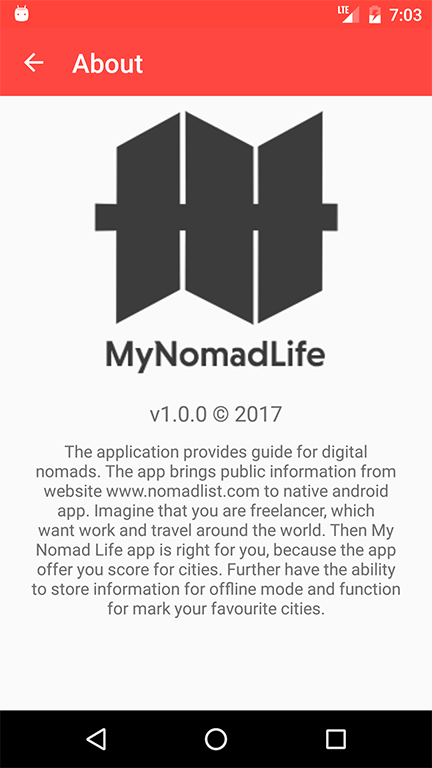 LTE 7:03
About
MyNomadLife
v1.0.0 © 2017
The application provides guide for digital
nomads. The app brings public information from
website www.nomadlist.com to native android
app. Imagine that you are freelancer, which
want work and travel around the world. Then My
Nomad Life app is right for you, because the app
offer you score for cities. Further have the ability
to store information for offline mode and function
for mark your favourite cities.